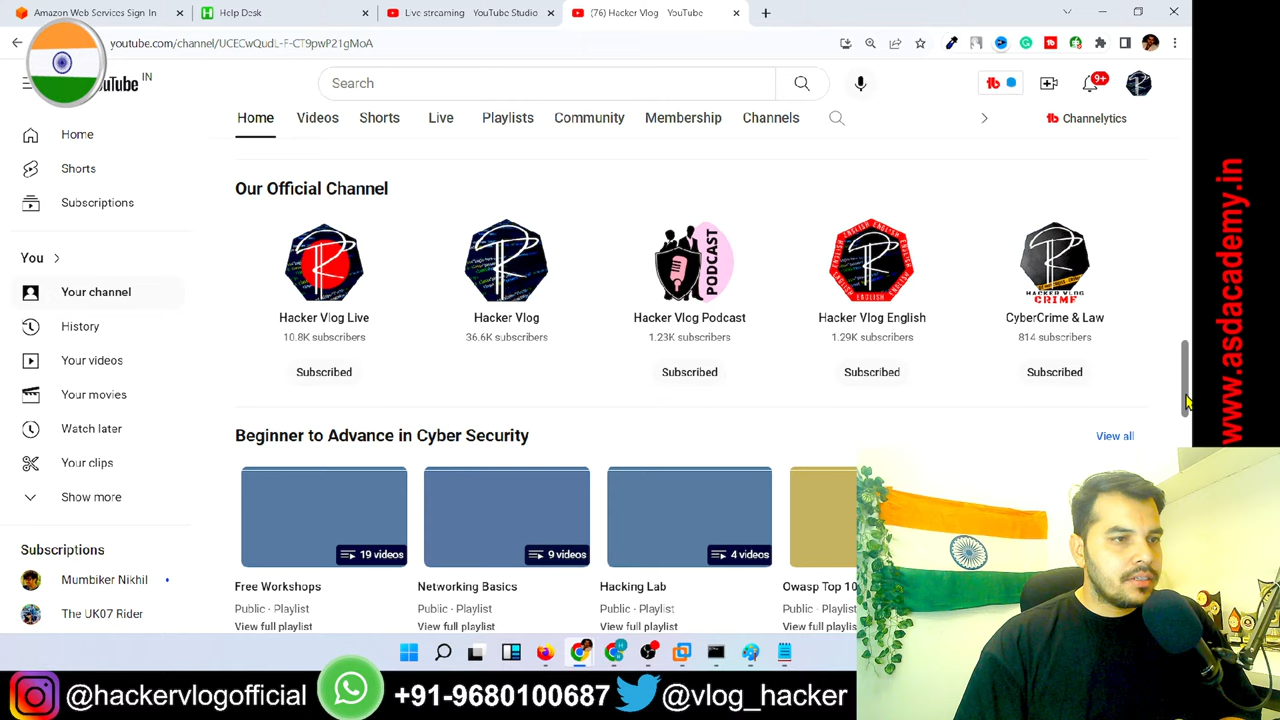 Amazon Web Services Sign In
Help Desk
Live streaming - YouTube Studio
(76) Hacker Vlog - YouTube
youtube.com/channel/UCECwQudL-F-CT9pwK21gMoA
uTube IN
Search
9+
Home
Videos
Shorts
Live
Playlists
Community
Membership
Channels
Channelytics
Home
Shorts
Subscriptions
You
Your channel
History
Your videos
Your movies
Watch later
Your clips
Show more
Subscriptions
Mumbiker Nikhil
The UK07 Rider
Our Official Channel
Hacker Vlog Live
10.8K subscribers
Subscribed
Hacker Vlog
36.6K subscribers
PODCAST
Hacker Vlog Podcast
1.23K subscribers
Subscribed
ENGLISH ENGLISH
Hacker Vlog English
1.29K subscribers
Subscribed
HACKER VLOG
CRIME
CyberCrime & Law
814 subscribers
Subscribed
Beginner to Advance in Cyber Security
View all
19 videos
Free Workshops
Public · Playlist
View full playlist
9 videos
Networking Basics
Public · Playlist
View full playlist
4 videos
Hacking Lab
Public · Playlist
View full playlist
Owasp Top 10
Public · Playlist
View full playlist
www.asdacademy.in
@hackervlogofficial
+91-9680100687
@vlog_hacker